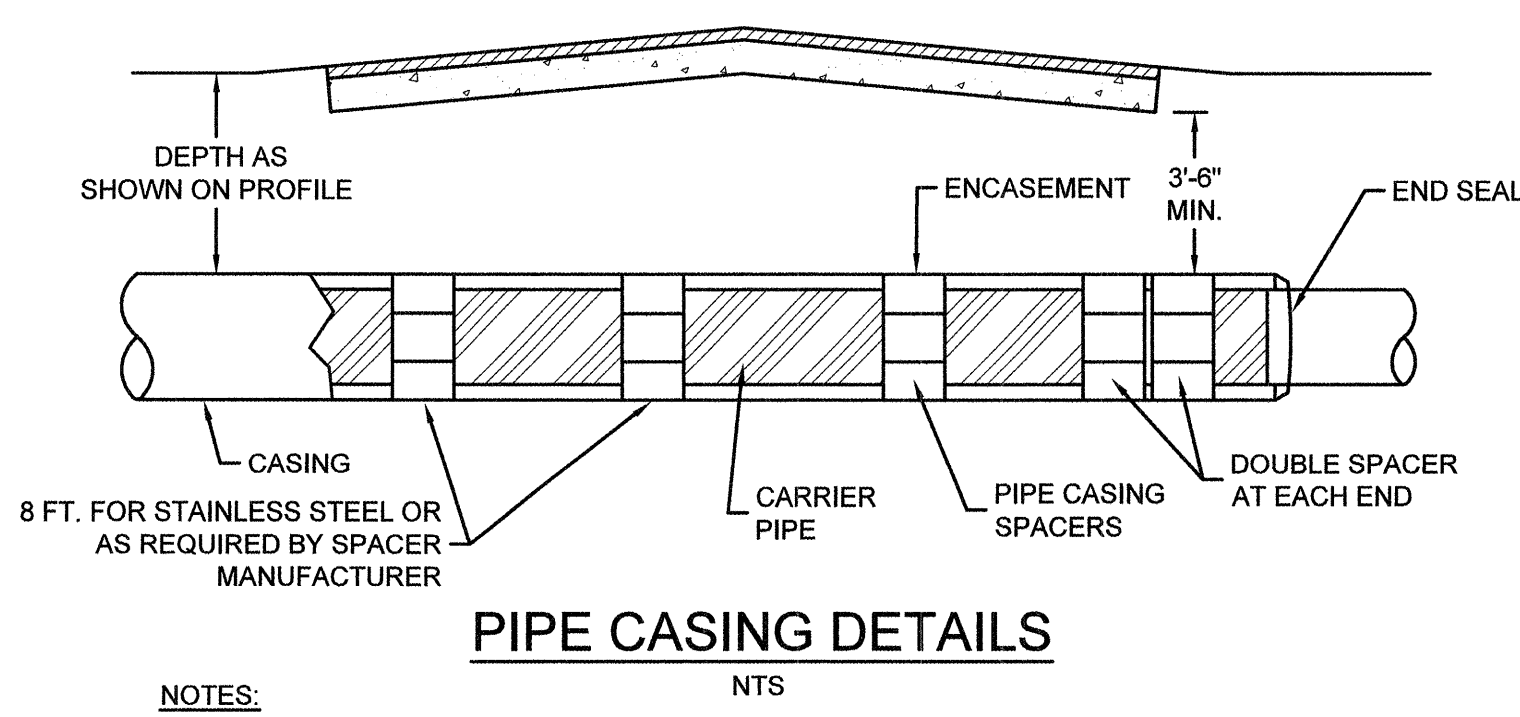 DEPTH AS
SHOWN ON PROFILE
ENCASEMENT
3'-6"
MIN.
END SEAL
CASING
8 FT. FOR STAINLESS STEEL OR
AS REQUIRED BY SPACER
MANUFACTURER
CARRIER
PIPE
PIPE CASING
SPACERS
DOUBLE SPACER
AT EACH END
PIPE CASING DETAILS
NTS
NOTES: